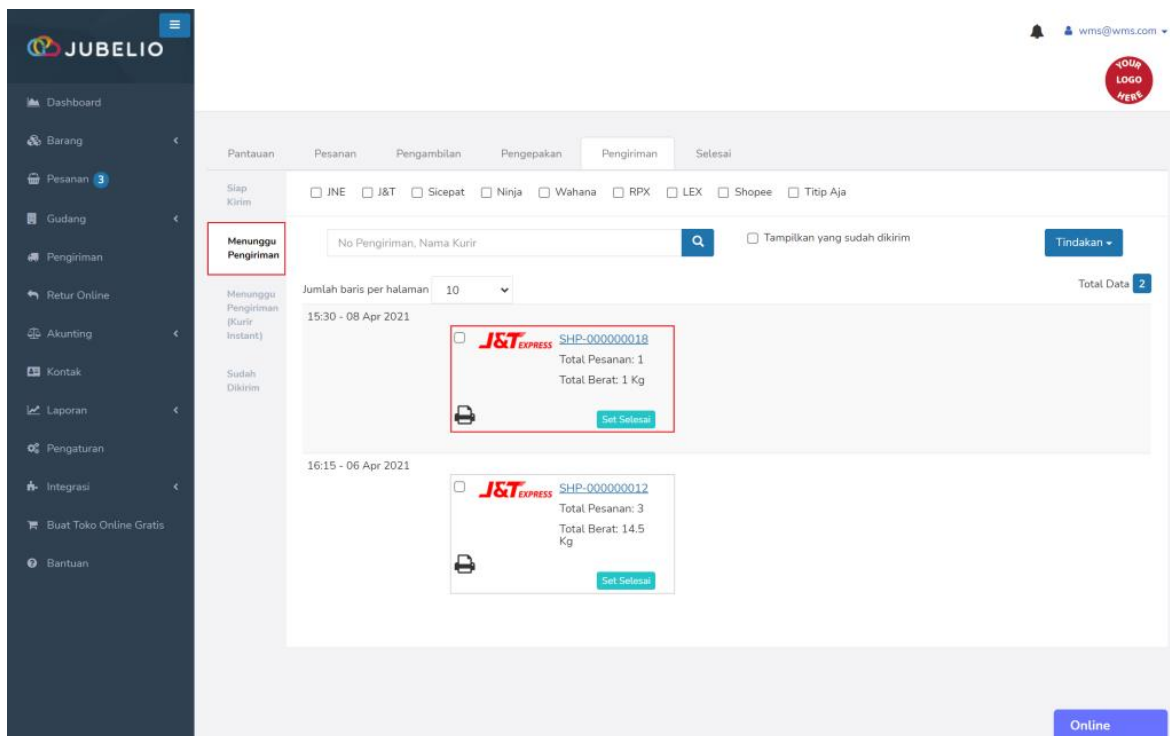 JUBELIO
wms@wms.com
YOUR
LOGO
HERE
Dashboard
Barang
Pesanan 3
Gudang
Pengiriman
Retur Online
Akunting
Kontak
Laporan
Pengaturan
Integrasi
Buat Toko Online Gratis
Bantuan
Pantauan Pesanan Pengambilan Pengepakan Pengiriman Selesai
Siap
Kirim
Menunggu
Pengiriman
Menunggu
Pengiriman
(Kurir
Instant)
Sudah
Dikirim
JNE J&T Sicepat Ninja Wahana RPX LEX Shopee Titip Aja
No Pengiriman, Nama Kurir
Tampilkan yang sudah dikirim
Tindakan
Jumlah baris per halaman 10
Total Data 2
15:30 - 08 Apr 2021
J&T EXPRESS SHP-000000018
Total Pesanan: 1
Total Berat: 1 Kg
Set Selesai
16:15 - 06 Apr 2021
J&T EXPRESS SHP-000000012
Total Pesanan: 3
Total Berat: 14.5
Kg
Set Selesai
Online